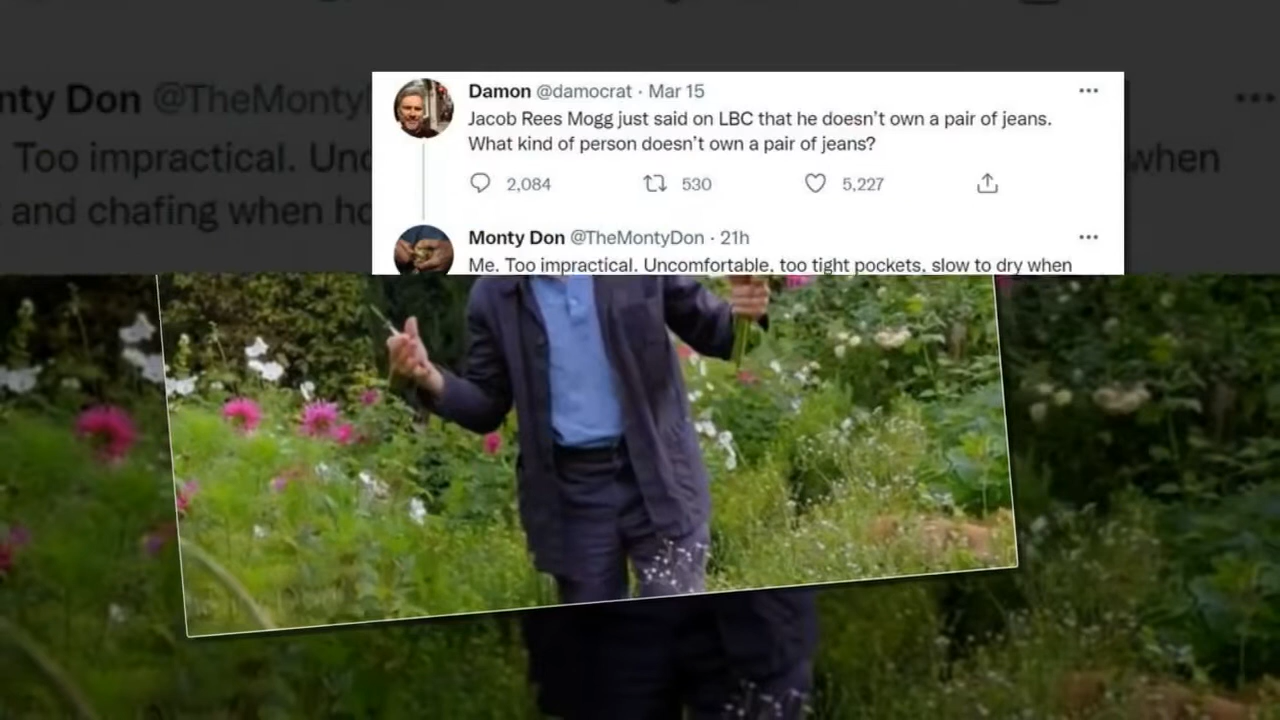 nty Don @TheMonty
Too impractical. Unc
and chafing when ho
when
Damon @damocrat · Mar 15
Jacob Rees Mogg just said on LBC that he doesn't own a pair of jeans.
What kind of person doesn't own a pair of jeans?
2,084 530 5,227
Monty Don @TheMontyDon · 21h
Me. Too impractical. Uncomfortable, too tight pockets, slow to dry when